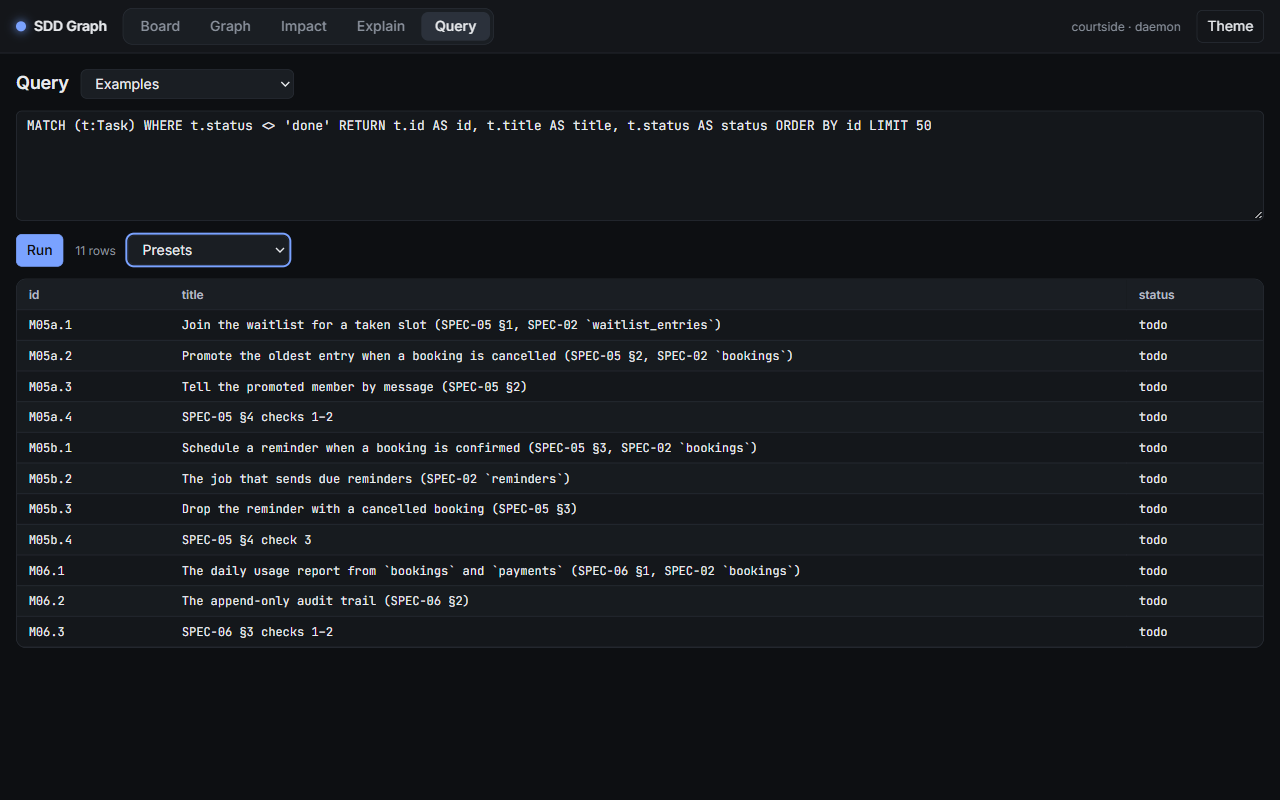 SDD Graph Board Graph Impact Explain Query courtside · daemon Theme
Query Examples
MATCH (t:Task) WHERE t.status <> 'done' RETURN t.id AS id, t.title AS title, t.status AS status ORDER BY id LIMIT 50
Run 11 rows Presets
id title status
M05a.1 Join the waitlist for a taken slot (SPEC-05 §1, SPEC-02 `waitlist_entries`) todo
M05a.2 Promote the oldest entry when a booking is cancelled (SPEC-05 §2, SPEC-02 `bookings`) todo
M05a.3 Tell the promoted member by message (SPEC-05 §2) todo
M05a.4 SPEC-05 §4 checks 1–2 todo
M05b.1 Schedule a reminder when a booking is confirmed (SPEC-05 §3, SPEC-02 `bookings`) todo
M05b.2 The job that sends due reminders (SPEC-02 `reminders`) todo
M05b.3 Drop the reminder with a cancelled booking (SPEC-05 §3) todo
M05b.4 SPEC-05 §4 check 3 todo
M06.1 The daily usage report from `bookings` and `payments` (SPEC-06 §1, SPEC-02 `bookings`) todo
M06.2 The append-only audit trail (SPEC-06 §2) todo
M06.3 SPEC-06 §3 checks 1–2 todo